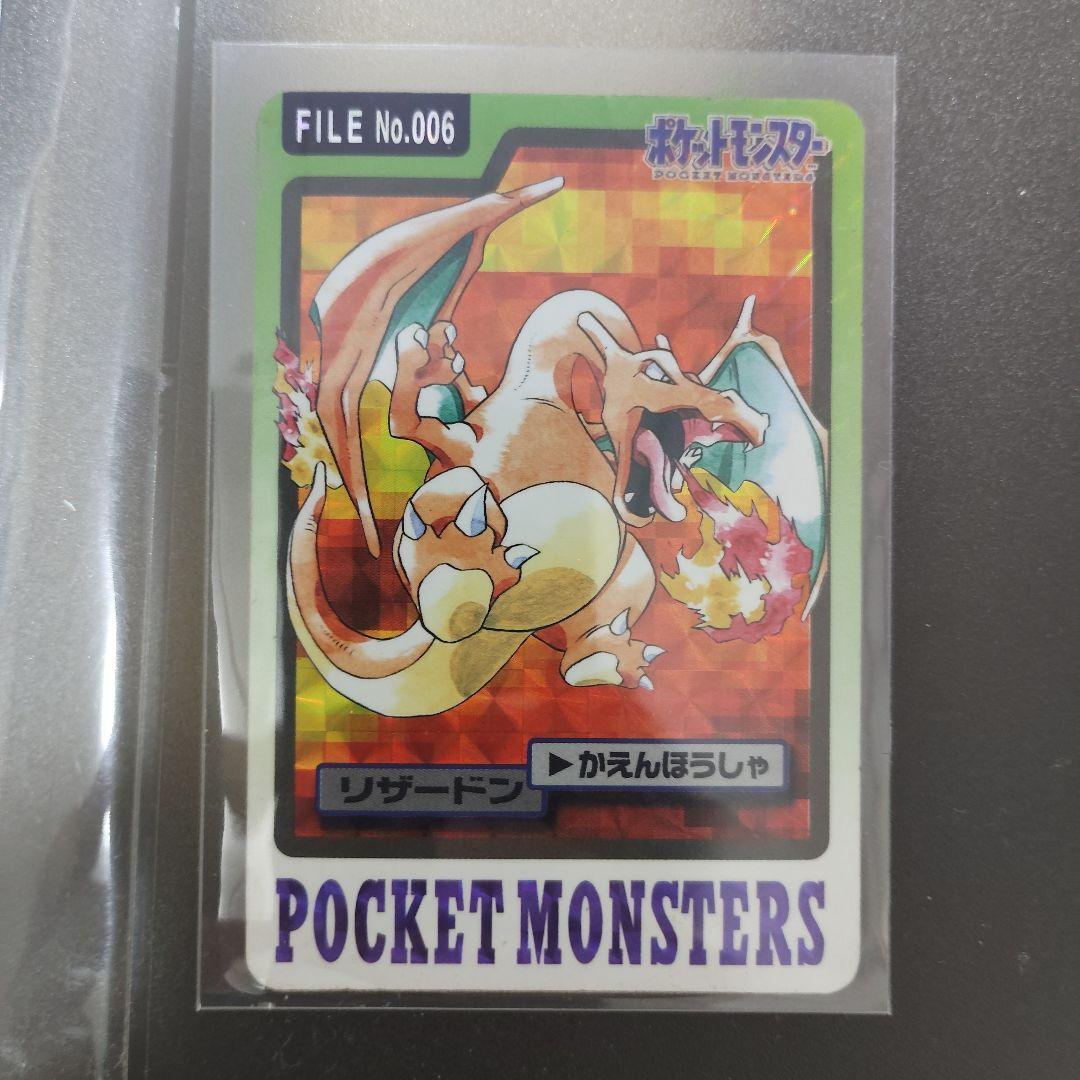 FILE No.006
ポケットモンスター
POCKET MONSTERS
▶かえんほうしゃ
リザードン
POCKET MONSTERS